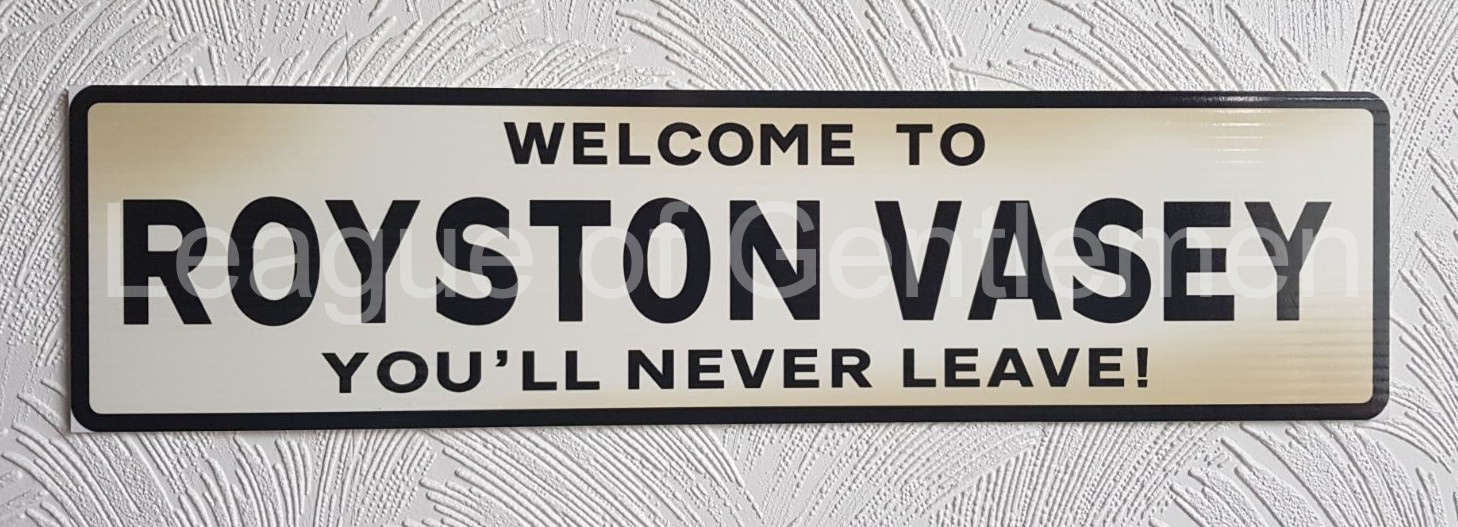 WELCOME TO
ROYSTON VASEY
League of Gentlemen
YOU'LL NEVER LEAVE!